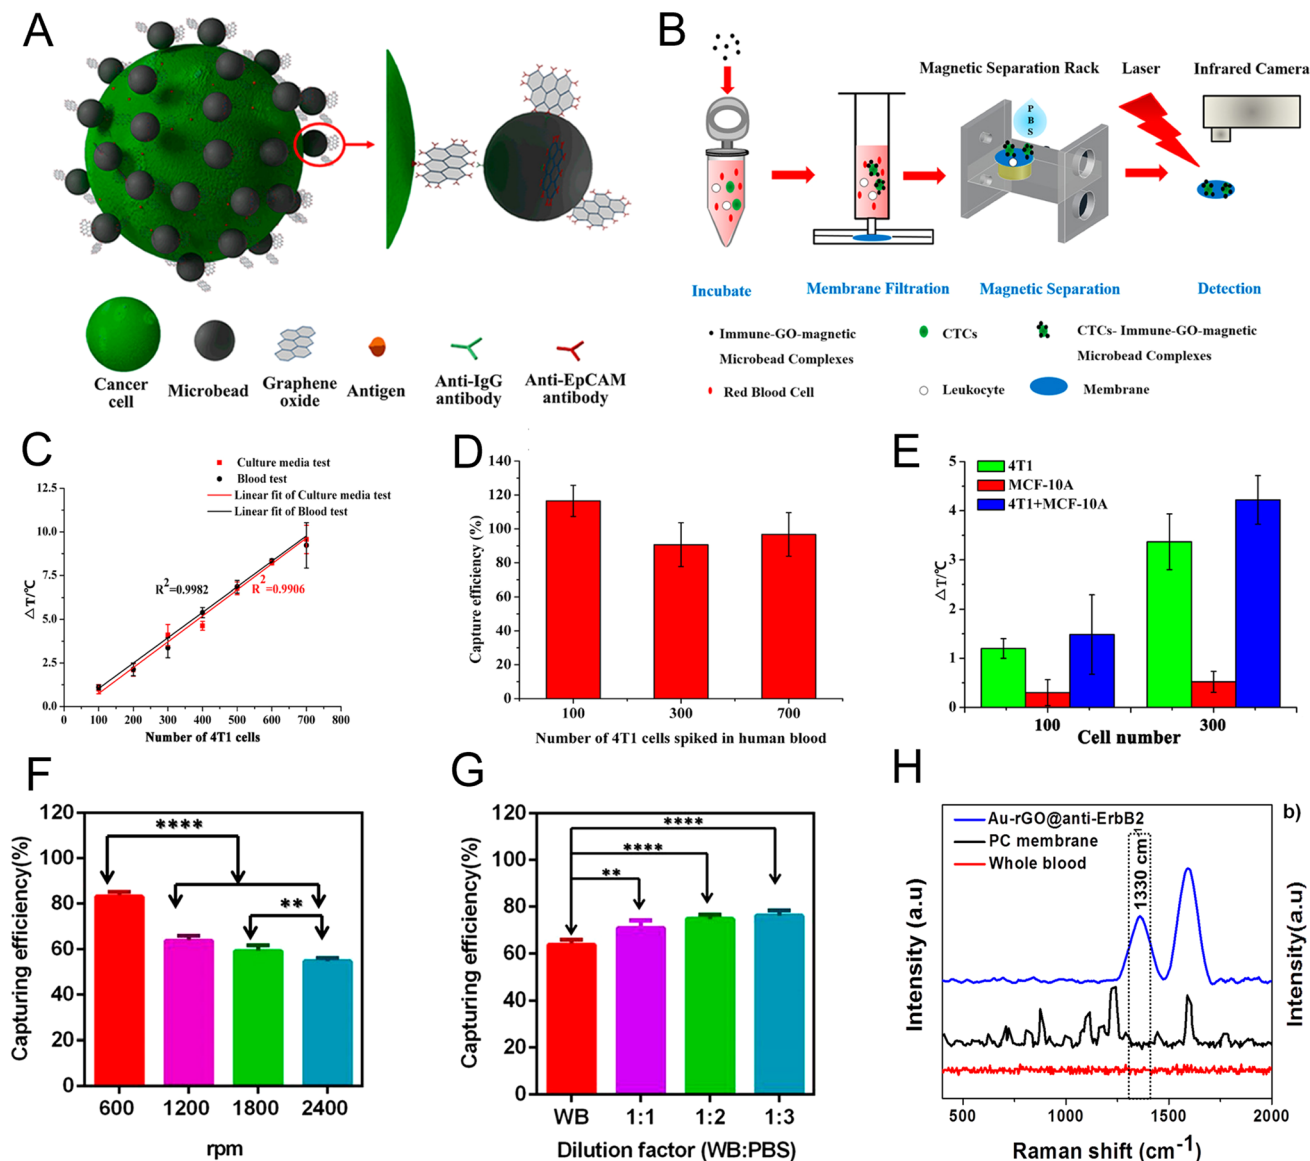 A
Cancer cell
Microbead
Graphene oxide
Antigen
Anti-IgG antibody
Anti-EpCAM antibody
B
Magnetic Separation Rack
Laser
Infrared Camera
P
B
S
Incubate
Membrane Filtration
Magnetic Separation
Detection
Immune-GO-magnetic
Microbead Complexes
CTCs
CTCs- Immune-GO-magnetic
Microbead Complexes
Red Blood Cell
Leukocyte
Membrane
C
Culture media test
Blood test
Linear fit of Culture media test
Linear fit of Blood test
R²=0.9982
R²=0.9906
△T/℃
12.5
10.0
7.5
5.0
2.5
0.0
0 100 200 300 400 500 600 700 800
Number of 4T1 cells
D
Capture efficiency (%)
140
120
100
80
60
40
20
0
100 300 700
Number of 4T1 cells spiked in human blood
E
4T1
MCF-10A
4T1+MCF-10A
△T/℃
5
4
3
2
1
0
100 300
Cell number
F
Capturing efficiency(%)
120
100
80
60
40
20
0
****
**
600 1200 1800 2400
rpm
G
Capturing efficiency(%)
120
100
80
60
40
20
0
****
****
**
WB 1:1 1:2 1:3
Dilution factor (WB:PBS)
H
b)
Au-rGO@anti-ErbB2
PC membrane
Whole blood
1330 cm⁻¹
Intensity (a.u)
Intensity(a.u)
500 1000 1500 2000
Raman shift (cm⁻¹)